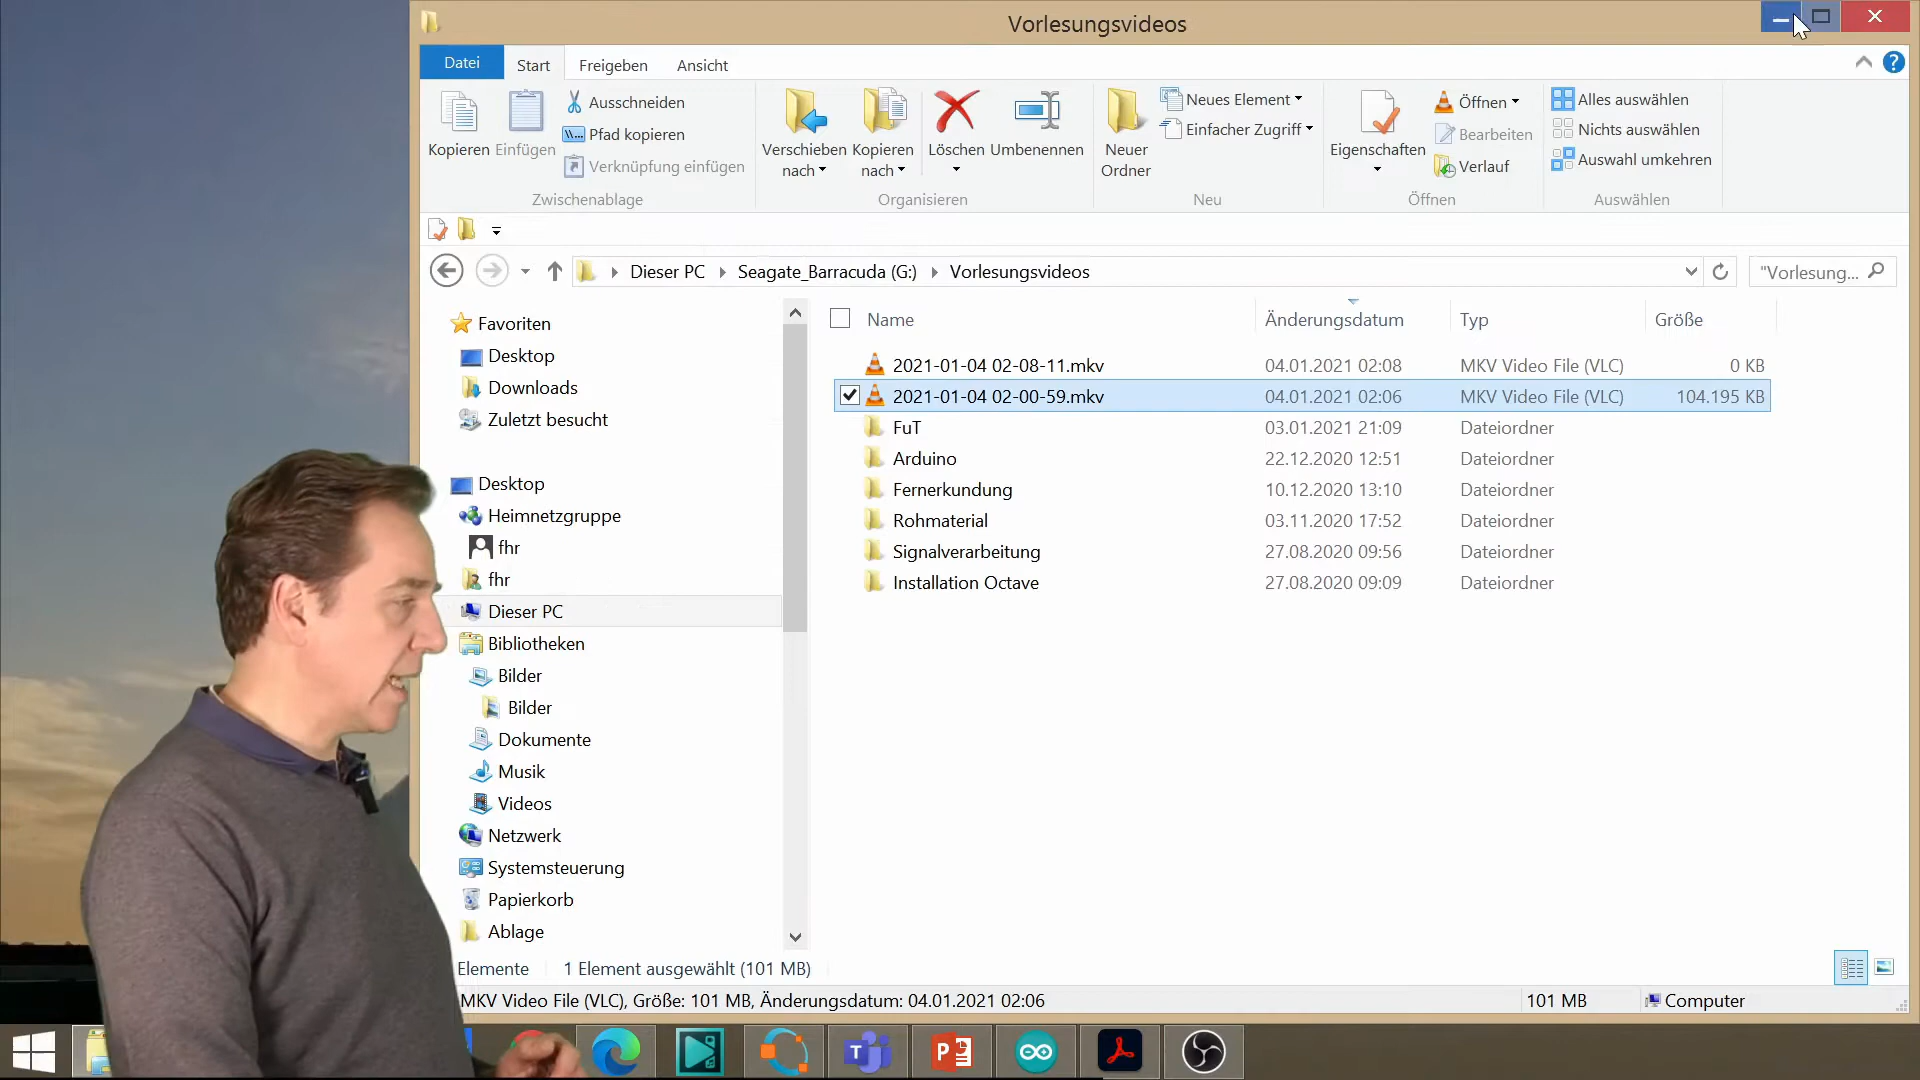 Vorlesungsvideos
Datei Start Freigeben Ansicht
Kopieren Einfügen Ausschneiden Pfad kopieren Verknüpfung einfügen
Zwischenablage
Verschieben nach Kopieren nach Löschen Umbenennen
Organisieren
Neuer Ordner Neues Element Einfacher Zugriff
Neu
Eigenschaften Öffnen Bearbeiten Verlauf
Öffnen
Alles auswählen
Nichts auswählen
Auswahl umkehren
Auswählen
Dieser PC Seagate_Barracuda (G:) Vorlesungsvideos "Vorlesung...
Favoriten
Desktop
Downloads
Zuletzt besucht
Desktop
Heimnetzgruppe
fhr
fhr
Dieser PC
Bibliotheken
Bilder
Bilder
Dokumente
Musik
Videos
Netzwerk
Systemsteuerung
Papierkorb
Ablage
Name Änderungsdatum Typ Größe
2021-01-04 02-08-11.mkv 04.01.2021 02:08 MKV Video File (VLC) 0 KB
2021-01-04 02-00-59.mkv 04.01.2021 02:06 MKV Video File (VLC) 104.195 KB
FuT 03.01.2021 21:09 Dateiordner
Arduino 22.12.2020 12:51 Dateiordner
Fernerkundung 10.12.2020 13:10 Dateiordner
Rohmaterial 03.11.2020 17:52 Dateiordner
Signalverarbeitung 27.08.2020 09:56 Dateiordner
Installation Octave 27.08.2020 09:09 Dateiordner
Elemente 1 Element ausgewählt (101 MB)
MKV Video File (VLC), Größe: 101 MB, Änderungsdatum: 04.01.2021 02:06 101 MB Computer